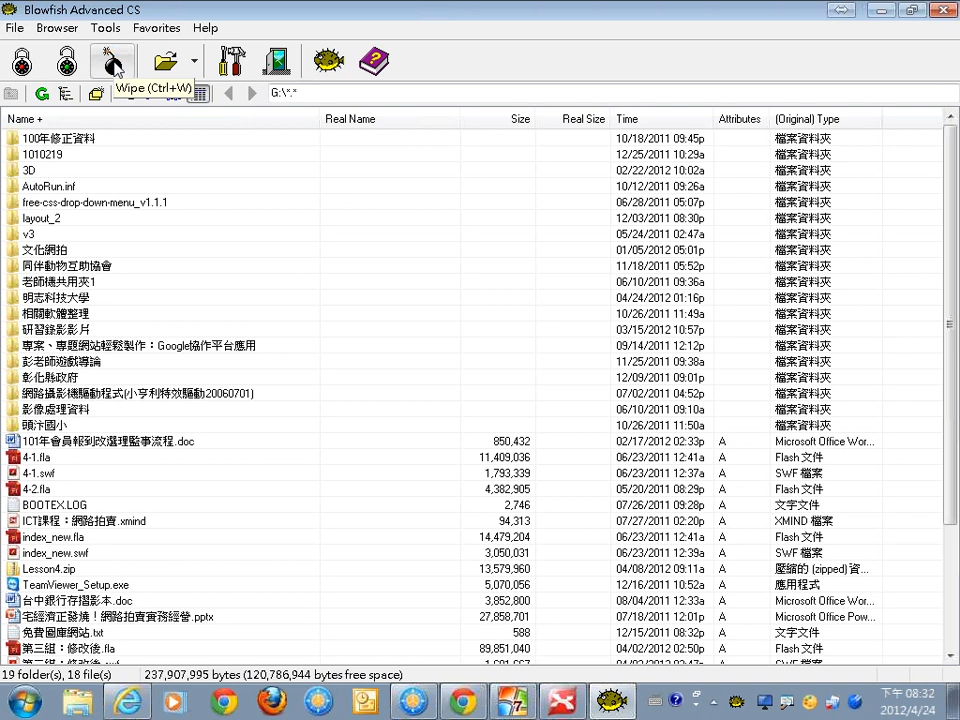 Blowfish Advanced CS
File Browser Tools Favorites Help
Wipe (Ctrl+W)
G:\*.*
Name + Real Name Size Real Size Time Attributes (Original) Type
100年修正資料 10/18/2011 09:45p 檔案資料夾
1010219 12/25/2011 10:29a 檔案資料夾
3D 02/22/2012 10:02a 檔案資料夾
AutoRun.inf 10/12/2011 09:26a 檔案資料夾
free-css-drop-down-menu_v1.1.1 06/28/2011 05:07p 檔案資料夾
layout_2 12/03/2011 08:30p 檔案資料夾
v3 05/24/2011 02:47a 檔案資料夾
文化網拍 01/05/2012 05:01p 檔案資料夾
同伴動物互助協會 11/18/2011 05:52p 檔案資料夾
老師機共用夾1 06/10/2011 09:36a 檔案資料夾
明志科技大學 04/24/2012 01:16p 檔案資料夾
相關軟體整理 10/26/2011 11:49a 檔案資料夾
研習錄影影片 03/15/2012 10:57p 檔案資料夾
專案、專題網站輕鬆製作：Google協作平台應用 09/14/2011 12:12p 檔案資料夾
彭老師遊戲導論 11/25/2011 09:38a 檔案資料夾
彰化縣政府 12/09/2011 09:01p 檔案資料夾
網路攝影機驅動程式(小亨利特效驅動20060701) 07/02/2011 04:52p 檔案資料夾
影像處理資料 06/10/2011 09:10a 檔案資料夾
頭汴國小 10/26/2011 11:50a 檔案資料夾
101年會員報到改選理監事流程.doc 850,432 02/17/2012 02:33p A Microsoft Office Wor...
4-1.fla 11,409,036 06/23/2011 12:41a A Flash 文件
4-1.swf 1,793,339 06/23/2011 12:37a A SWF 檔案
4-2.fla 4,382,905 05/20/2011 08:29p A Flash 文件
BOOTEX.LOG 2,746 07/26/2011 09:28p A 文字文件
ICT課程：網路拍賣.xmind 94,313 07/27/2011 02:20p A XMIND 檔案
index_new.fla 14,479,204 06/23/2011 12:41a A Flash 文件
index_new.swf 3,050,031 06/23/2011 12:39a A SWF 檔案
Lesson4.zip 13,579,960 04/08/2012 09:11a A 壓縮的 (zipped) 資...
TeamViewer_Setup.exe 5,070,056 12/16/2011 10:52a A 應用程式
台中銀行存摺影本.doc 3,852,800 08/04/2011 12:33a A Microsoft Office Wor...
宅經濟正發燒！網路拍賣實務經營.pptx 27,858,701 07/18/2011 12:01p A Microsoft Office Pow...
免費圖庫網站.txt 588 12/15/2011 08:32p A 文字文件
第三組：修改後.fla 89,851,040 04/02/2012 02:50p A Flash 文件
19 folder(s), 18 file(s) 237,907,995 bytes (120,786,944 bytes free space)
下午 08:32
2012/4/24